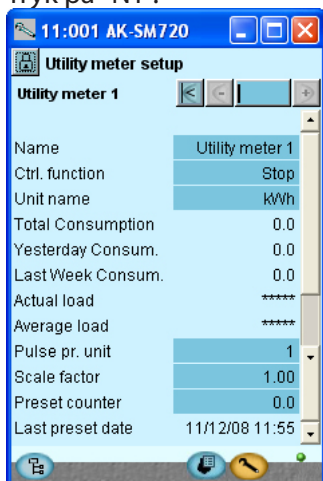 Tryk på "NY".
11:001 AK-SM720
Utility meter setup
Utility meter 1
Name Utility meter 1
Ctrl. function Stop
Unit name kWh
Total Consumption 0.0
Yesterday Consum. 0.0
Last Week Consum. 0.0
Actual load *****
Average load *****
Pulse pr. unit 1
Scale factor 1.00
Preset counter 0.0
Last preset date 11/12/08 11:55